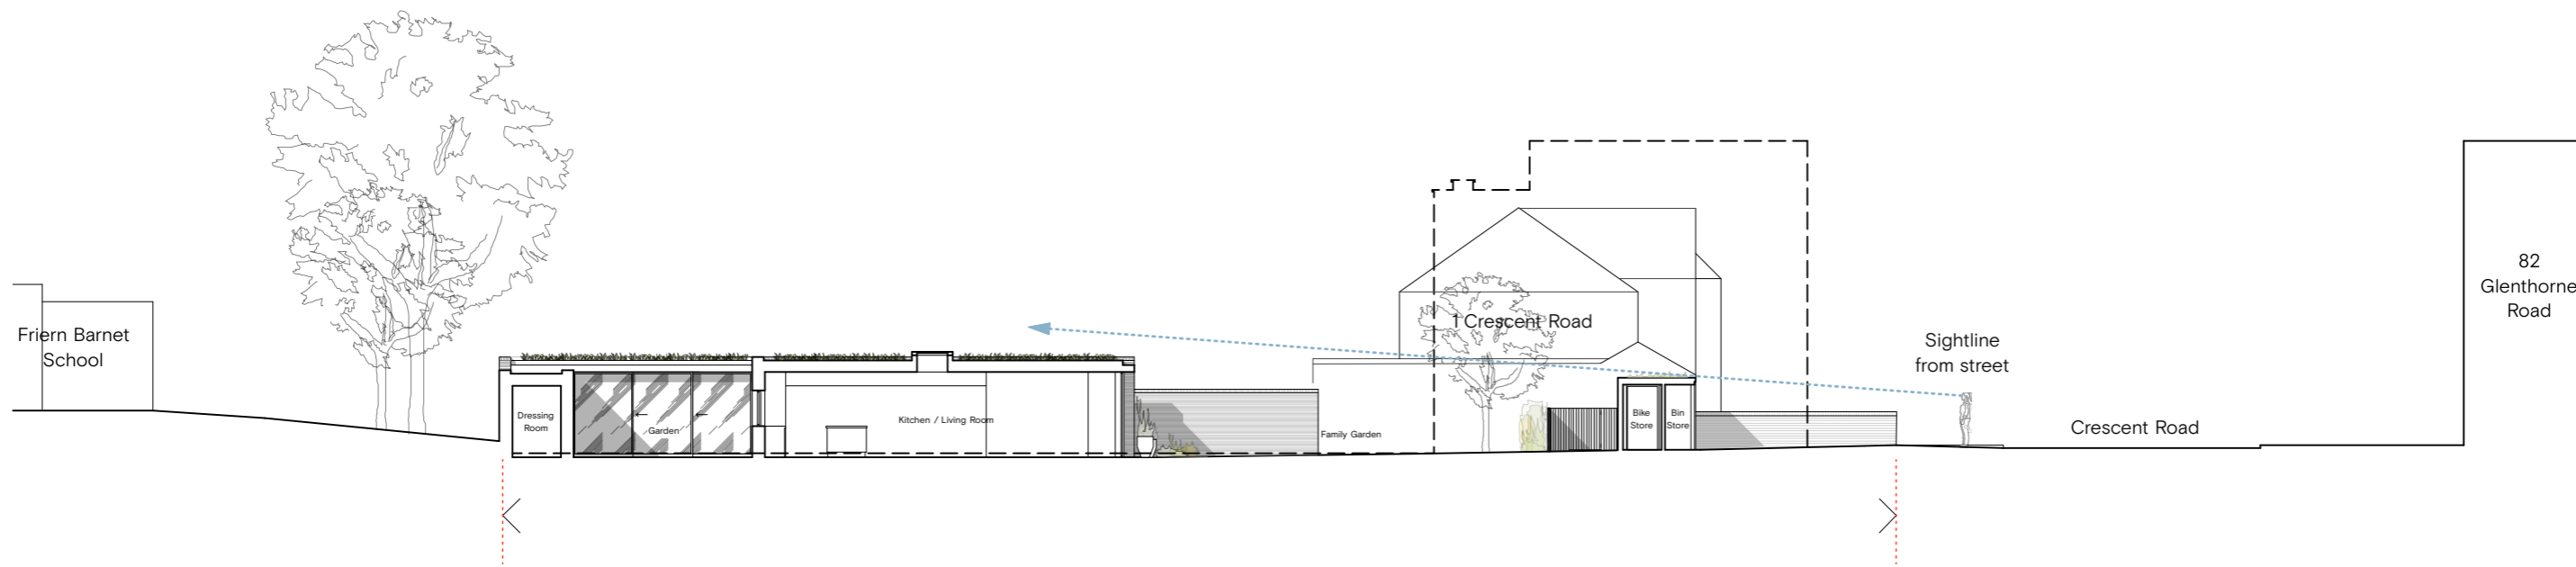 Friern Barnet
School
Dressing
Room
Garden
Kitchen / Living Room
Family Garden
1 Crescent Road
Bike
Store
Bin
Store
Sightline
from street
Crescent Road
82
Glenthorne
Road